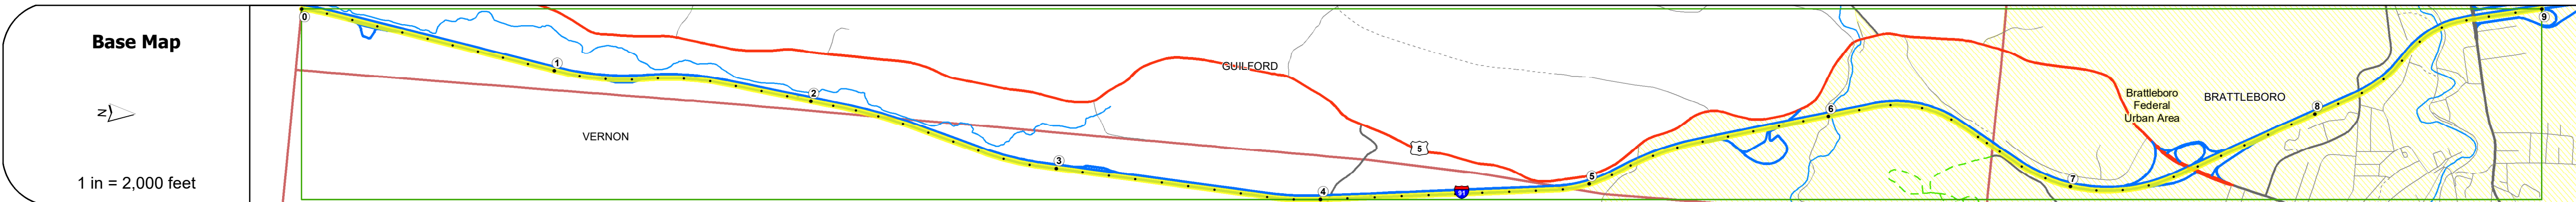 Base Map
N
1 in = 2,000 feet
0
1
2
3
4
5
6
7
8
9
VERNON
GUILFORD
5
91
Brattleboro
Federal
Urban Area
BRATTLEBORO